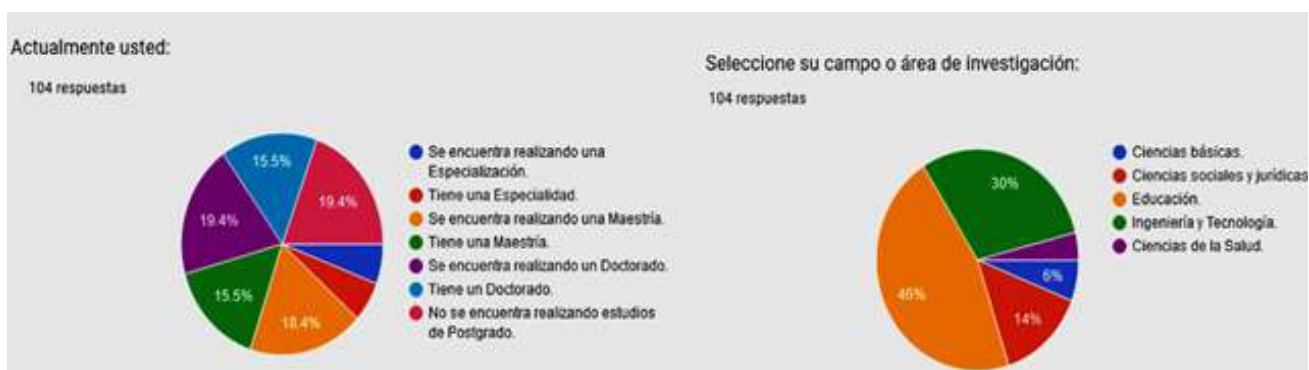 Actualmente usted:
104 respuestas
15.5%
19.4%
19.4%
15.5%
18.4%
Se encuentra realizando una
Especialización.
Tiene una Especialidad.
Se encuentra realizando una Maestría.
Tiene una Maestría.
Se encuentra realizando un Doctorado.
Tiene un Doctorado.
No se encuentra realizando estudios
de Postgrado.
Seleccione su campo o área de investigación:
104 respuestas
30%
46%
6%
14%
Ciencias básicas.
Ciencias sociales y jurídicas
Educación.
Ingeniería y Tecnología.
Ciencias de la Salud.